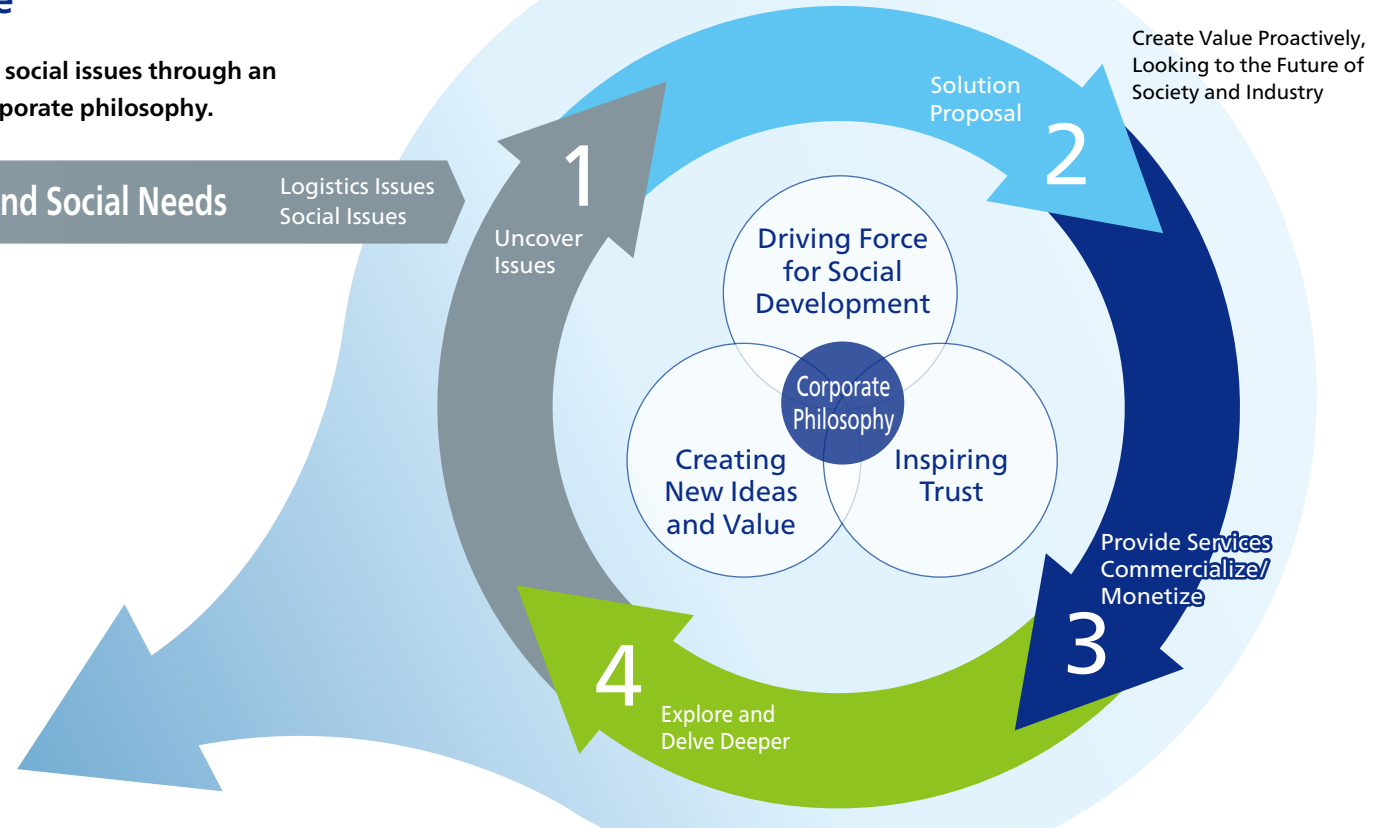 e
social issues through an
porate philosophy.
nd Social Needs
Logistics Issues
Social Issues
1
Uncover
Issues
Solution
Proposal
2
Create Value Proactively,
Looking to the Future of
Society and Industry
Driving Force
for Social
Development
Corporate
Philosophy
Creating
New Ideas
and Value
Inspiring
Trust
Provide Services
Commercialize/
Monetize
3
4
Explore and
Delve Deeper